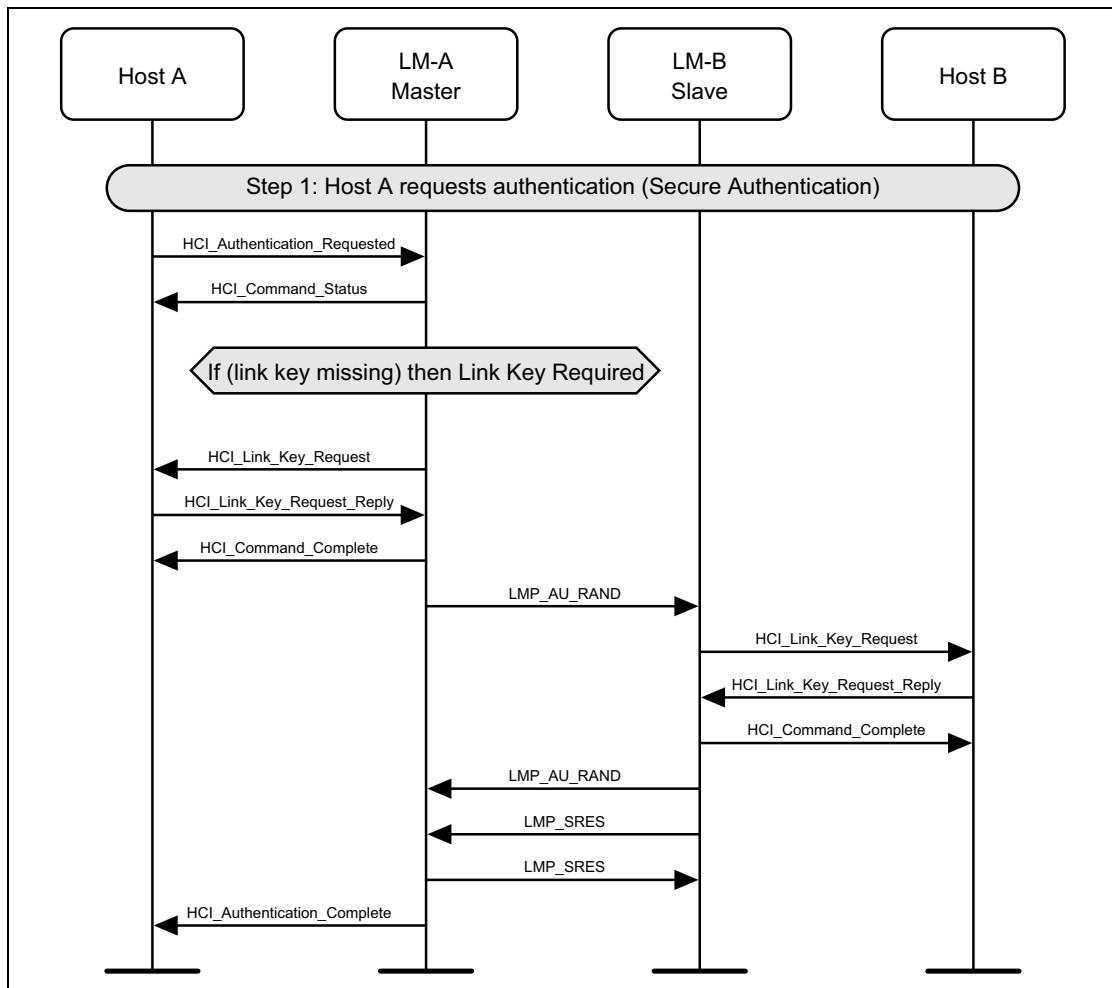 Host A
LM-A
Master
LM-B
Slave
Host B
Step 1: Host A requests authentication (Secure Authentication)
HCI_Authentication_Requested
HCI_Command_Status
If (link key missing) then Link Key Required
HCI_Link_Key_Request
HCI_Link_Key_Request_Reply
HCI_Command_Complete
LMP_AU_RAND
HCI_Link_Key_Request
HCI_Link_Key_Request_Reply
HCI_Command_Complete
LMP_AU_RAND
LMP_SRES
LMP_SRES
HCI_Authentication_Complete